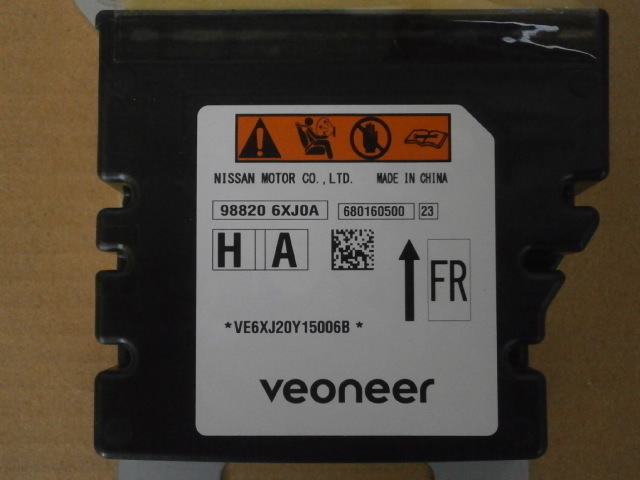 NISSAN MOTOR CO.,LTD. MADE IN CHINA
98820 6XJ0A 680160500 23
H A
FR
*VE6XJ20Y15006B *
veoneer